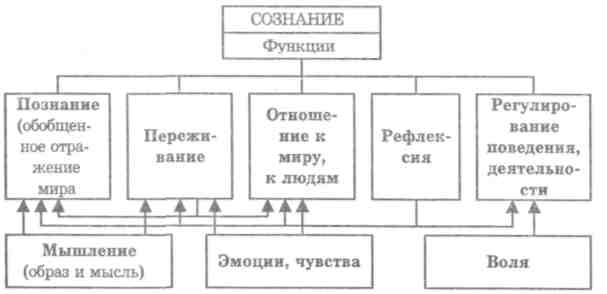 СОЗНАНИЕ
Функции
Познание
(обобщен-
ное отра-
жение
мира
Пережи-
вание
Отноше-
ние к
миру,
к людям
Рефлек-
сия
Регулиро-
вание
поведения,
деятельно-
сти
Мышление
(образ и мысль)
Эмоции, чувства
Воля